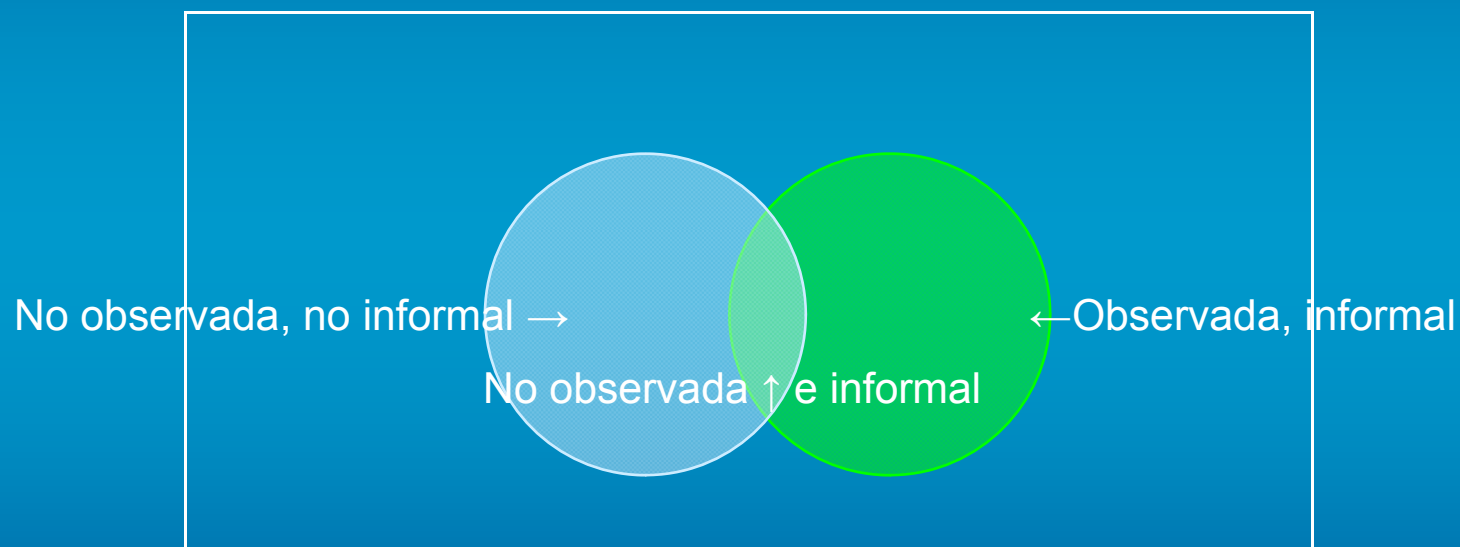 No observada, no informal →
←Observada, informal
No observada ↑ e informal